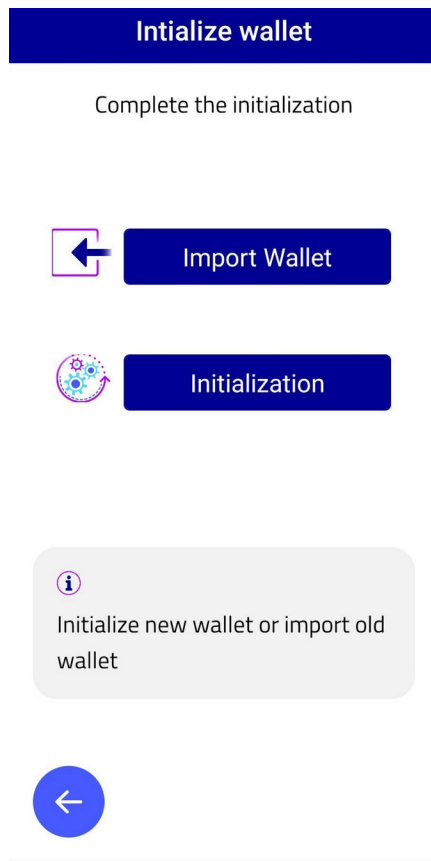 Intialize wallet
Complete the initialization
Import Wallet
Initialization
i
Initialize new wallet or import old
wallet